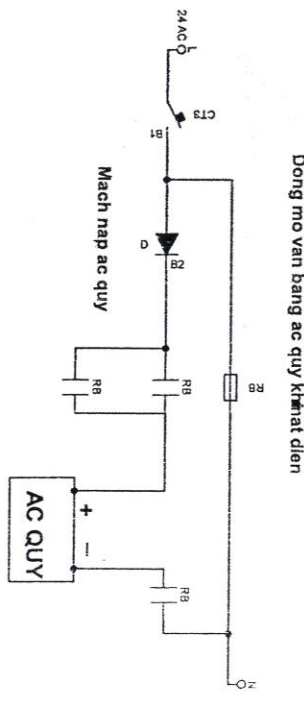 Dong mo van bang ac quy khi mat dien
24 AC
L
CT3
B1
D
B2
Mach nap ac quy
RB
RB
RB
RB
+
−
AC QUY
N